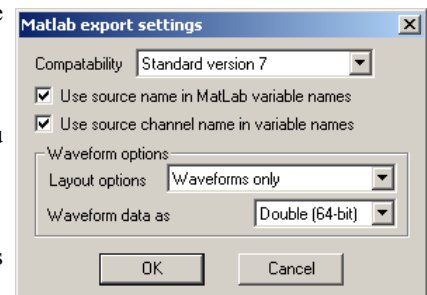 Matlab export settings
Compatability Standard version 7
Use source name in MatLab variable names
Use source channel name in variable names
Waveform options
Layout options Waveforms only
Waveform data as Double (64-bit)
OK Cancel